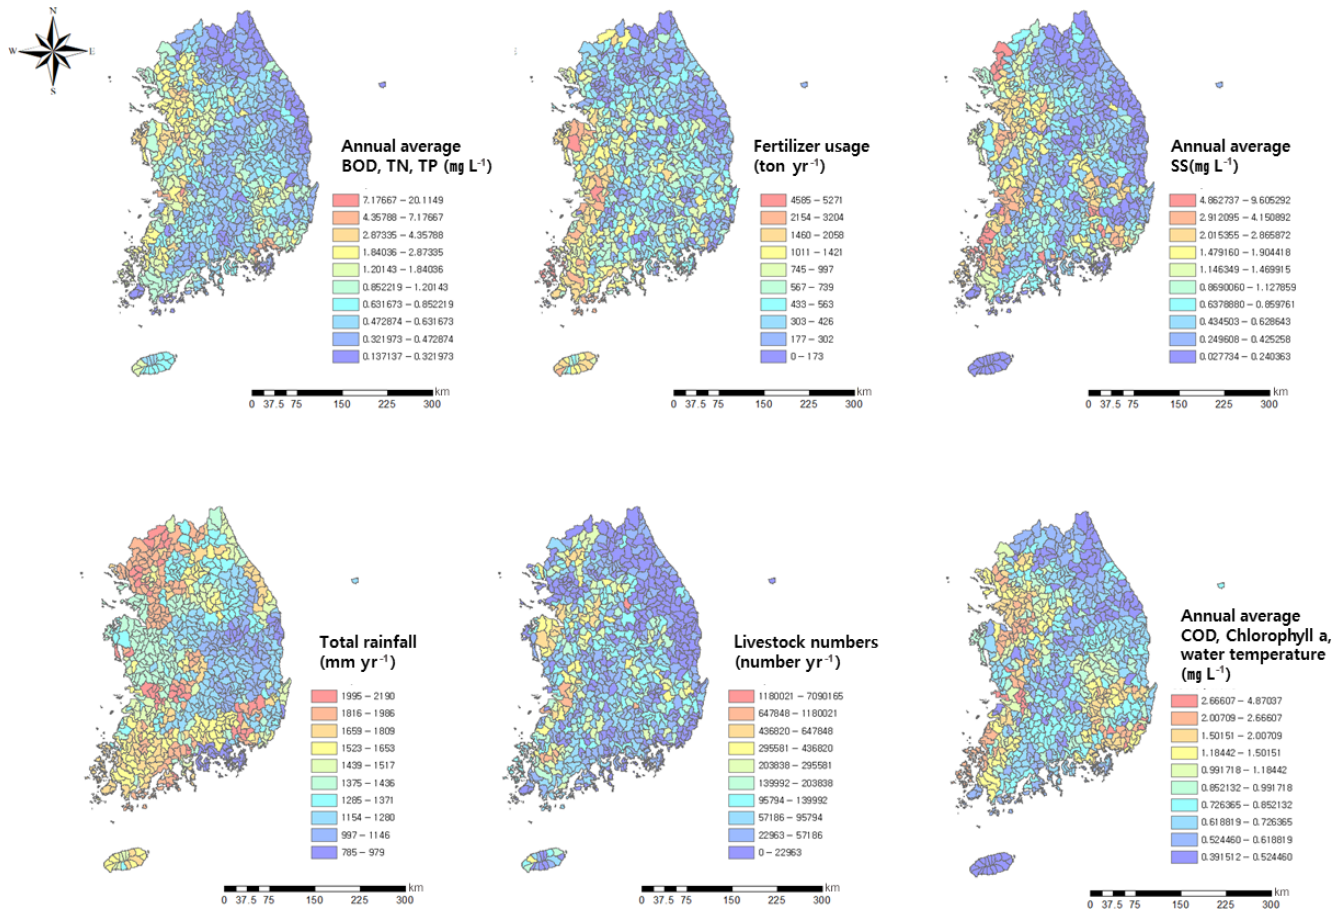 N
W
E
S
Annual average
BOD, TN, TP (㎎ L-1)
7.17667 – 20.1149
4.35788 – 7.17667
2.87335 – 4.35788
1.84036 – 2.87335
1.20143 – 1.84036
0.852219 – 1.20143
0.631673 – 0.852219
0.472874 – 0.631673
0.321973 – 0.472874
0.137137 – 0.321973
km
0 37.5 75 150 225 300
Fertilizer usage
(ton yr-1)
4585 – 5271
2154 – 3204
1460 – 2058
1011 – 1421
745 – 997
567 – 739
433 – 563
303 – 426
177 – 302
0 – 173
km
0 37.5 75 150 225 300
Annual average
SS(㎎ L-1)
4.862737 – 9.605292
2.912095 – 4.150892
2.015355 – 2.865872
1.479160 – 1.904418
1.146349 – 1.469915
0.8690060 – 1.127859
0.6378880 – 0.859761
0.434503 – 0.628643
0.249608 – 0.425258
0.027734 – 0.240363
km
0 37.5 75 150 225 300
Total rainfall
(mm yr-1)
1995 – 2190
1816 – 1986
1659 – 1809
1523 – 1653
1439 – 1517
1375 – 1436
1285 – 1371
1154 – 1280
997 – 1146
785 – 979
km
0 37.5 75 150 225 300
Livestock numbers
(number yr-1)
1180021 – 7090165
647848 – 1180021
436820 – 647848
295581 – 436820
203838 – 295581
139992 – 203838
95794 – 139992
57186 – 95794
22963 – 57186
0 – 22963
km
0 37.5 75 150 225 300
Annual average
COD, Chlorophyll a,
water temperature
(㎎ L-1)
2.66607 – 4.87037
2.00709 – 2.66607
1.50151 – 2.00709
1.18442 – 1.50151
0.991718 – 1.18442
0.852132 – 0.991718
0.726365 – 0.852132
0.618819 – 0.726365
0.524460 – 0.618819
0.391512 – 0.524460
km
0 37.5 75 150 225 300